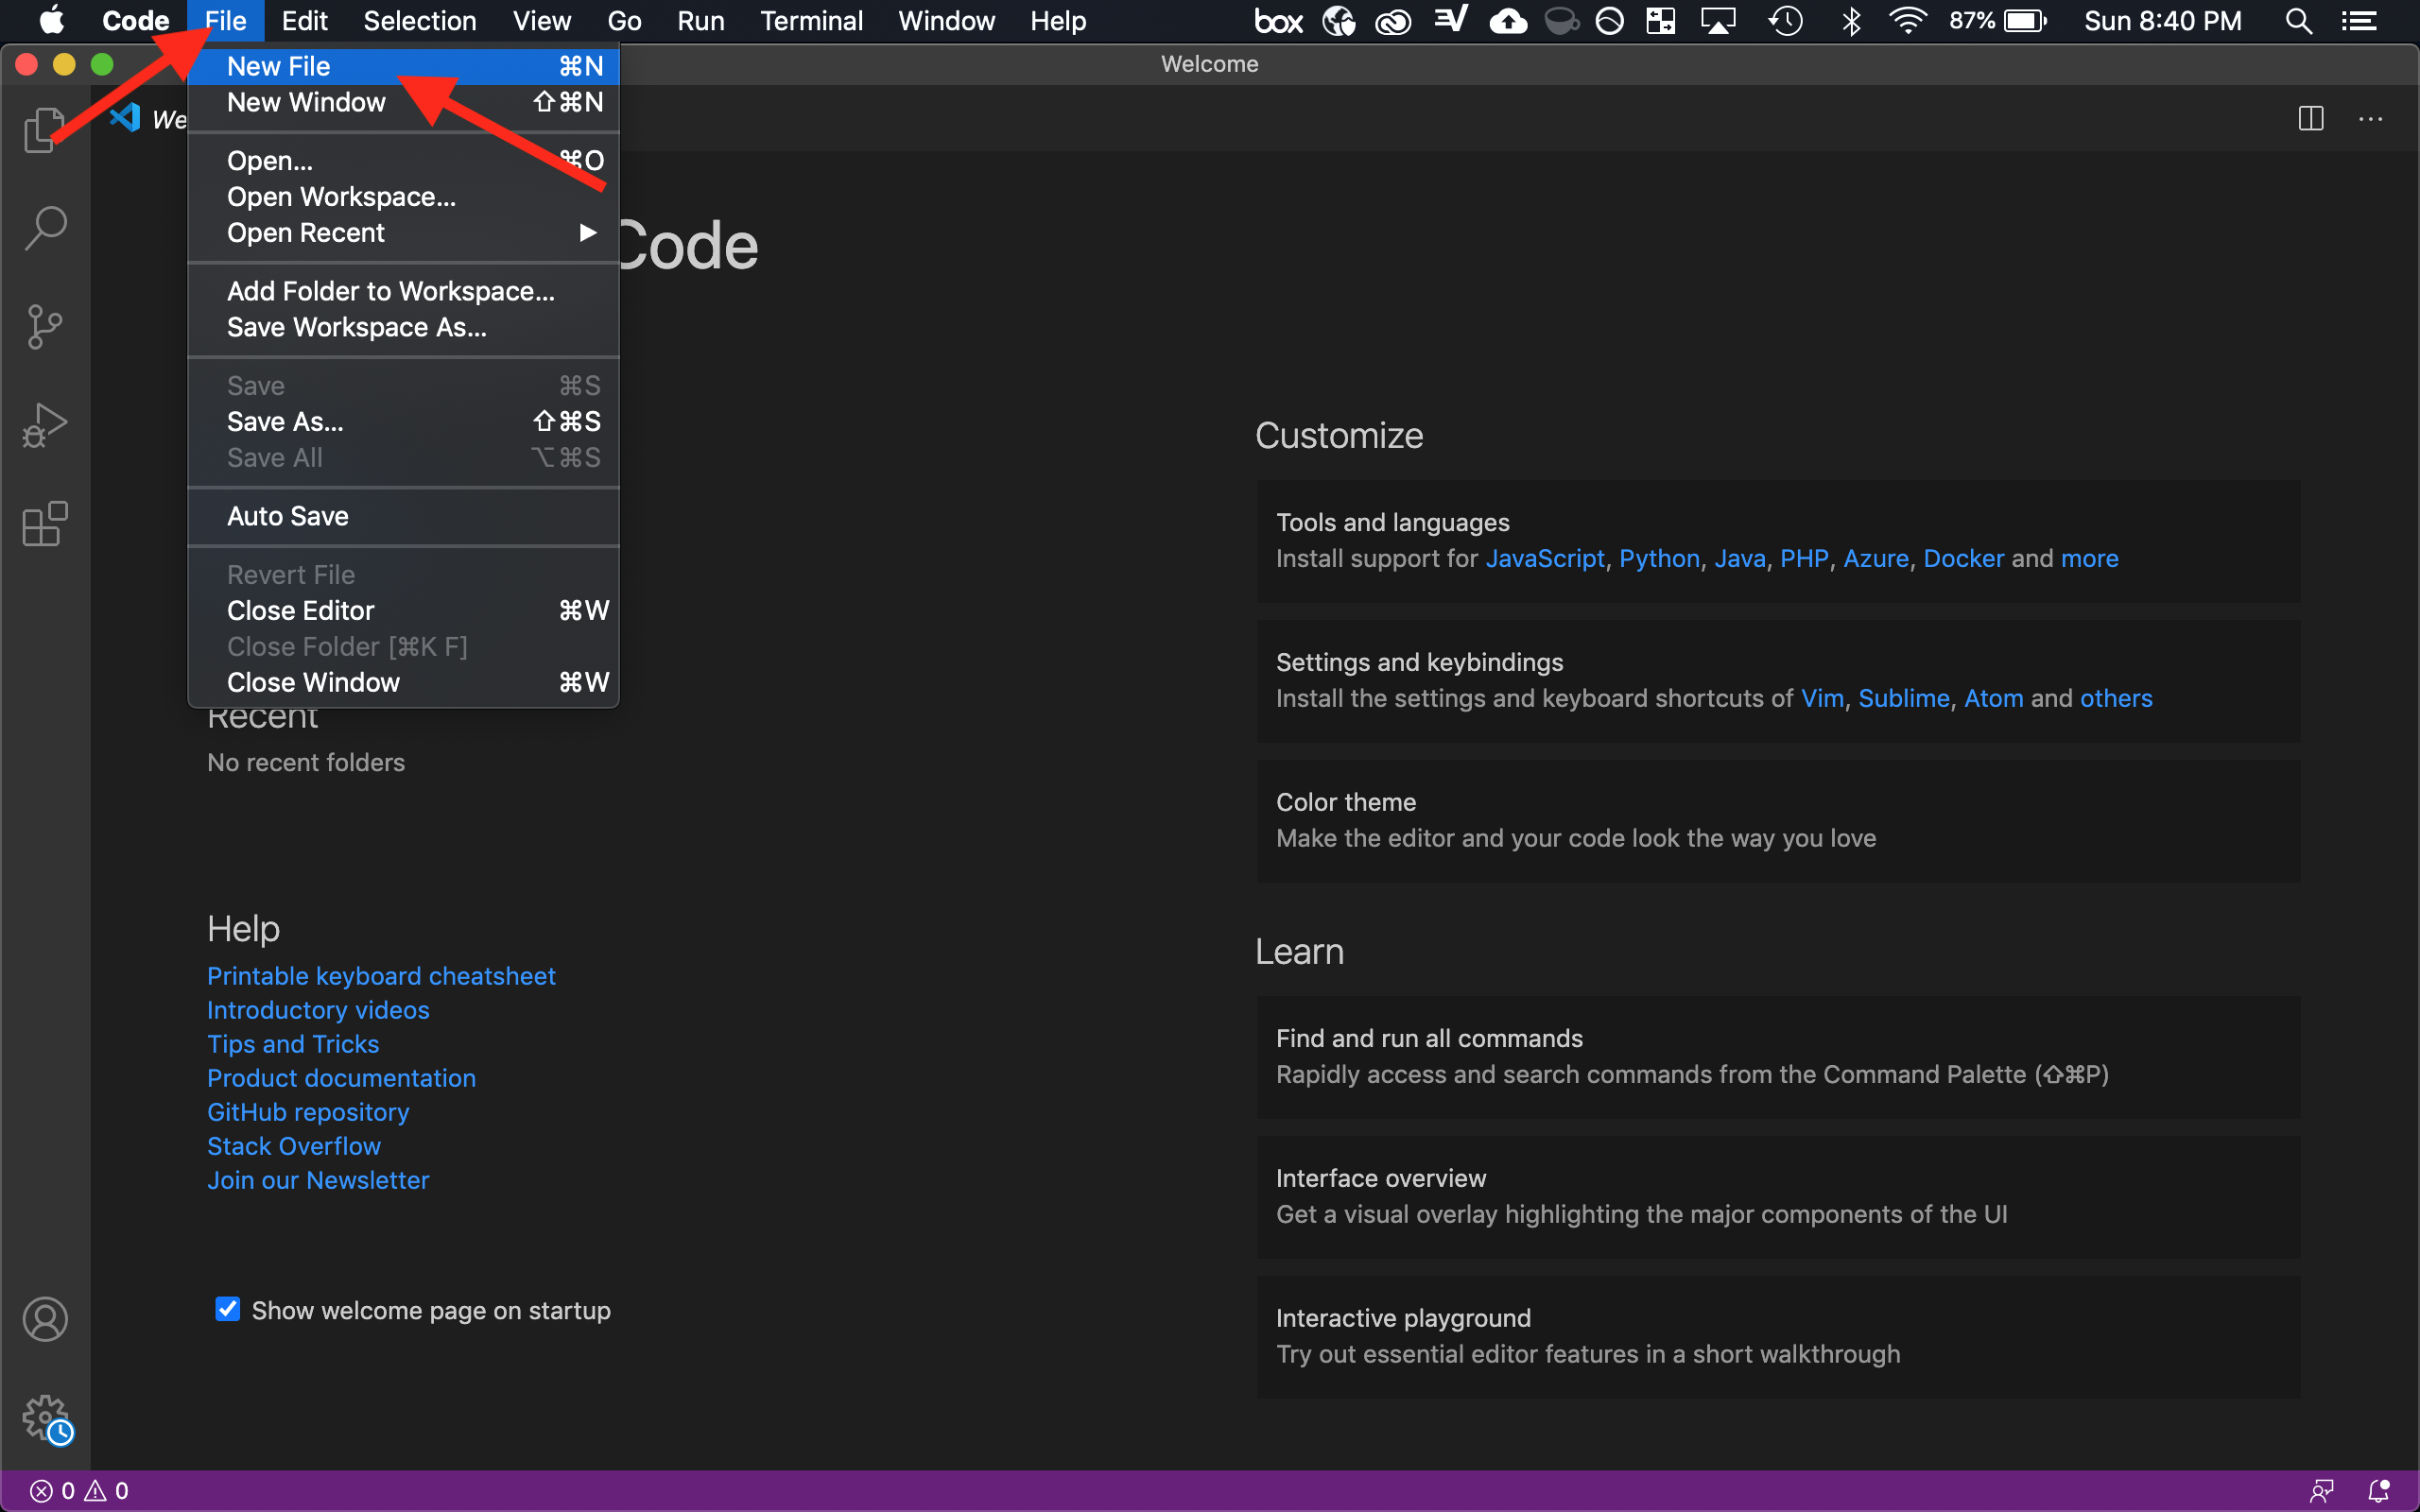 Code File Edit Selection View Go Run Terminal Window Help box 87% Sun 8:40 PM
Welcome
New File ⌘N
New Window ⇧⌘N
We
Open... ⌘O
Open Workspace...
Open Recent ▶
Code
Add Folder to Workspace...
Save Workspace As...
Save ⌘S
Save As... ⇧⌘S
Save All ⌥⌘S
Auto Save
Revert File
Close Editor ⌘W
Close Folder [⌘K F]
Close Window ⌘W
Recent
No recent folders
Help
Printable keyboard cheatsheet
Introductory videos
Tips and Tricks
Product documentation
GitHub repository
Stack Overflow
Join our Newsletter
Show welcome page on startup
Customize
Tools and languages
Install support for JavaScript, Python, Java, PHP, Azure, Docker and more
Settings and keybindings
Install the settings and keyboard shortcuts of Vim, Sublime, Atom and others
Color theme
Make the editor and your code look the way you love
Learn
Find and run all commands
Rapidly access and search commands from the Command Palette (⇧⌘P)
Interface overview
Get a visual overlay highlighting the major components of the UI
Interactive playground
Try out essential editor features in a short walkthrough
0 0